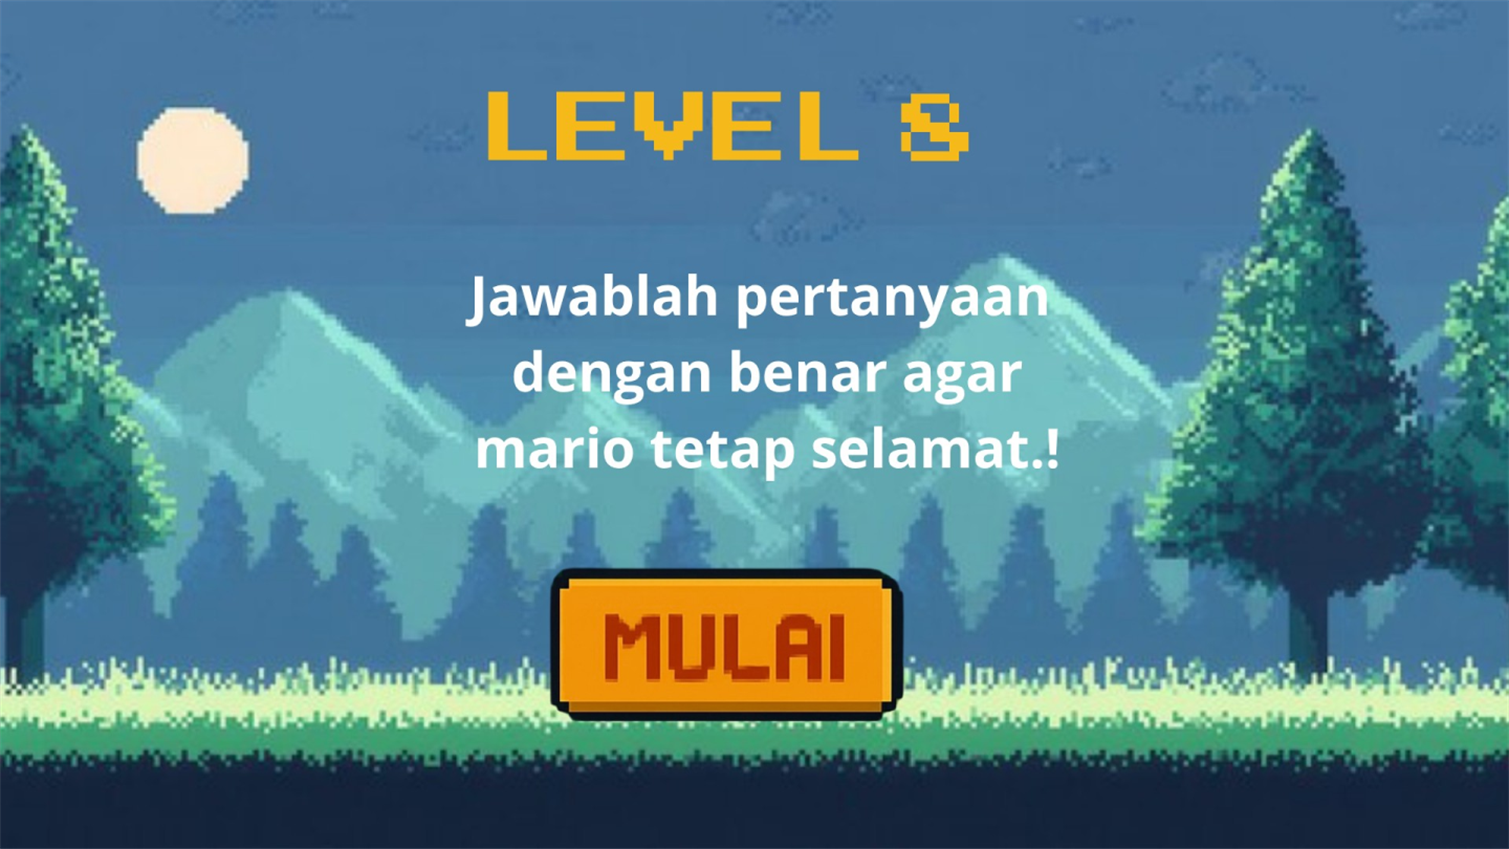 LEVEL 8
Jawablah pertanyaan
dengan benar agar
mario tetap selamat.!
MULAI